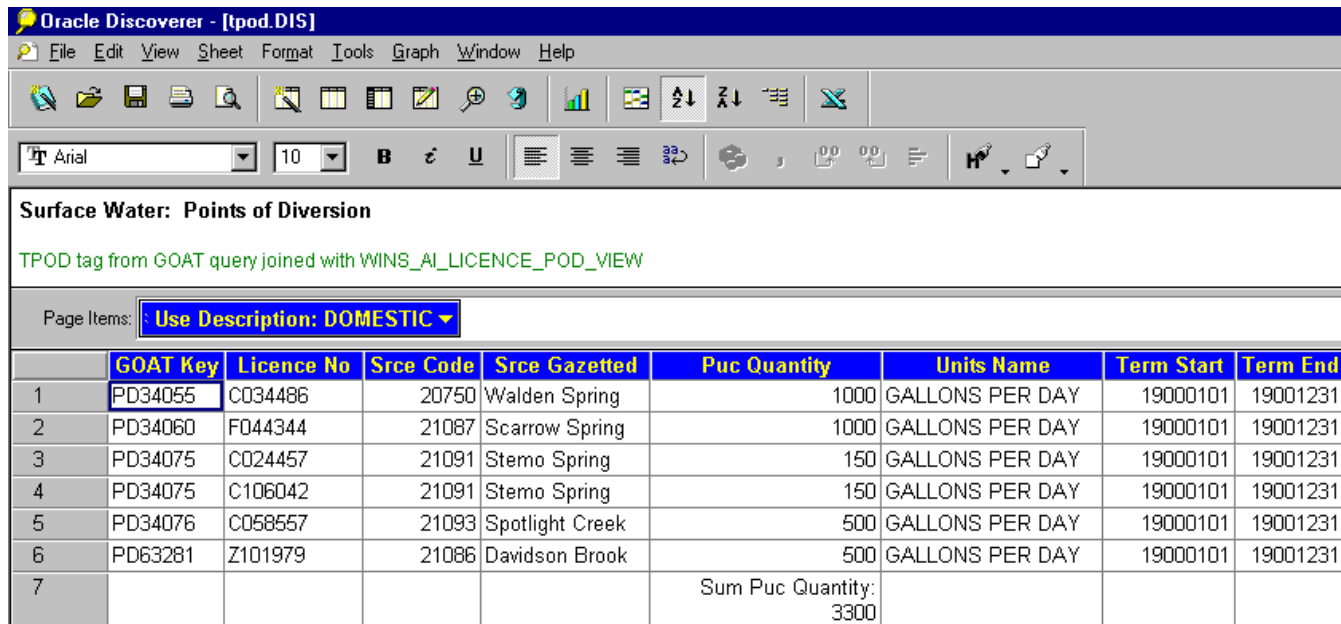 Oracle Discoverer - [tpod.DIS]
File Edit View Sheet Format Tools Graph Window Help
Arial 10 B i U
Surface Water: Points of Diversion
TPOD tag from GOAT query joined with WINS_AI_LICENCE_POD_VIEW
Page Items: Use Description: DOMESTIC
GOAT Key Licence No Srce Code Srce Gazetted Puc Quantity Units Name Term Start Term End
1 PD34055 C034486 20750 Walden Spring 1000 GALLONS PER DAY 19000101 19001231
2 PD34060 F044344 21087 Scarrow Spring 1000 GALLONS PER DAY 19000101 19001231
3 PD34075 C024457 21091 Stemo Spring 150 GALLONS PER DAY 19000101 19001231
4 PD34075 C106042 21091 Stemo Spring 150 GALLONS PER DAY 19000101 19001231
5 PD34076 C058557 21093 Spotlight Creek 500 GALLONS PER DAY 19000101 19001231
6 PD63281 Z101979 21086 Davidson Brook 500 GALLONS PER DAY 19000101 19001231
7 Sum Puc Quantity:
3300